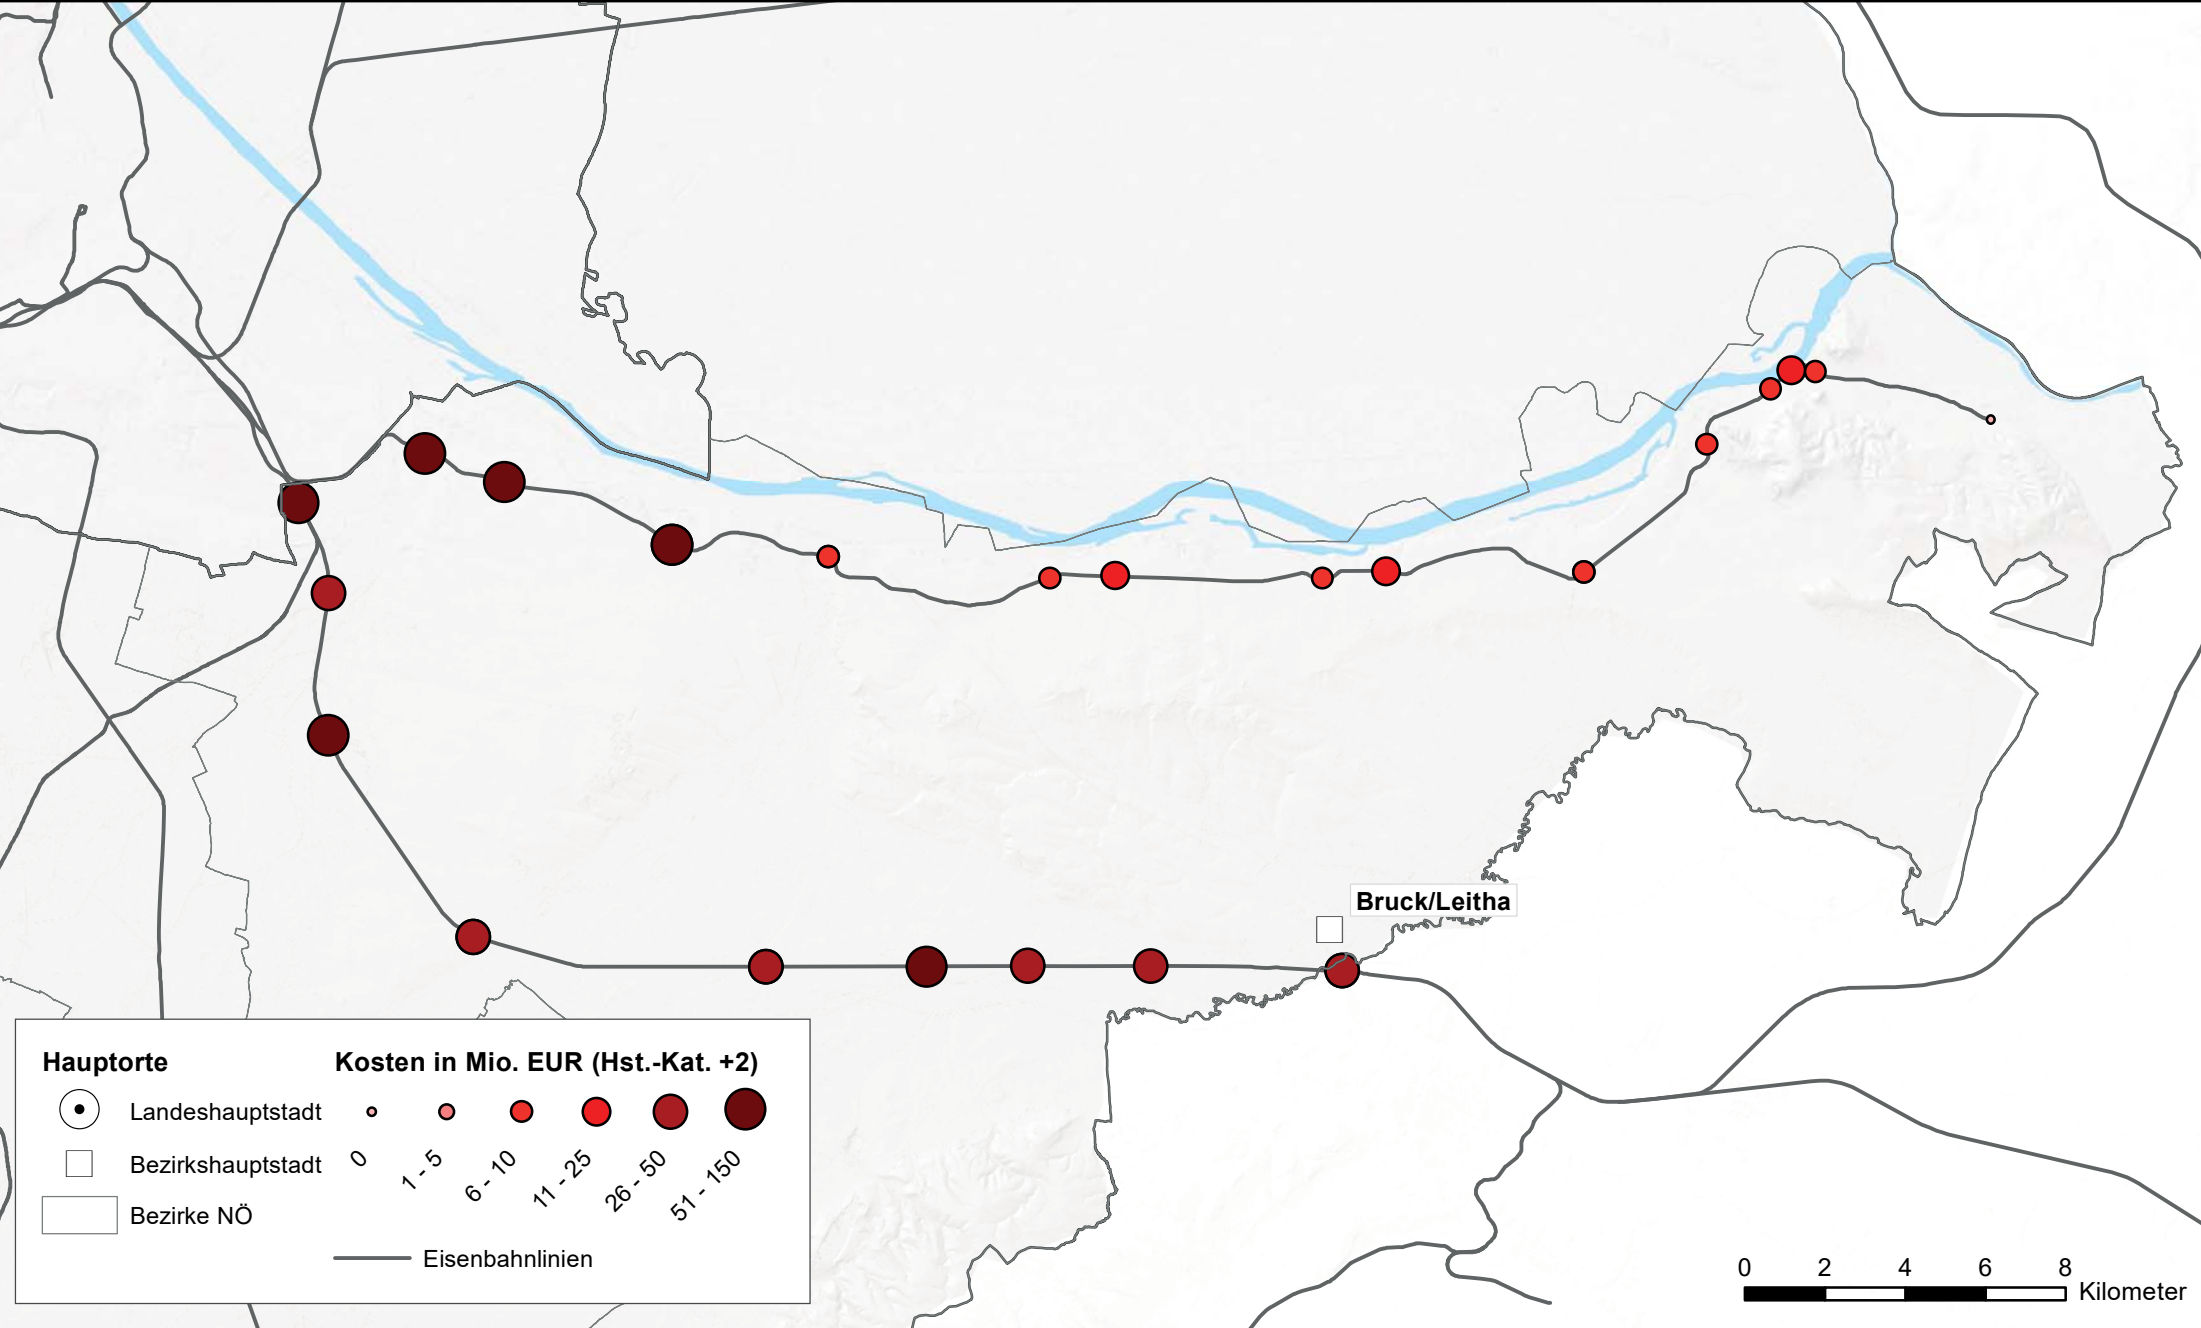 Bruck/Leitha
Hauptorte
Landeshauptstadt
Bezirkshauptstadt
Bezirke NÖ
Kosten in Mio. EUR (Hst.-Kat. +2)
0
1 - 5
6 - 10
11 - 25
26 - 50
51 - 150
Eisenbahnlinien
0 2 4 6 8
Kilometer